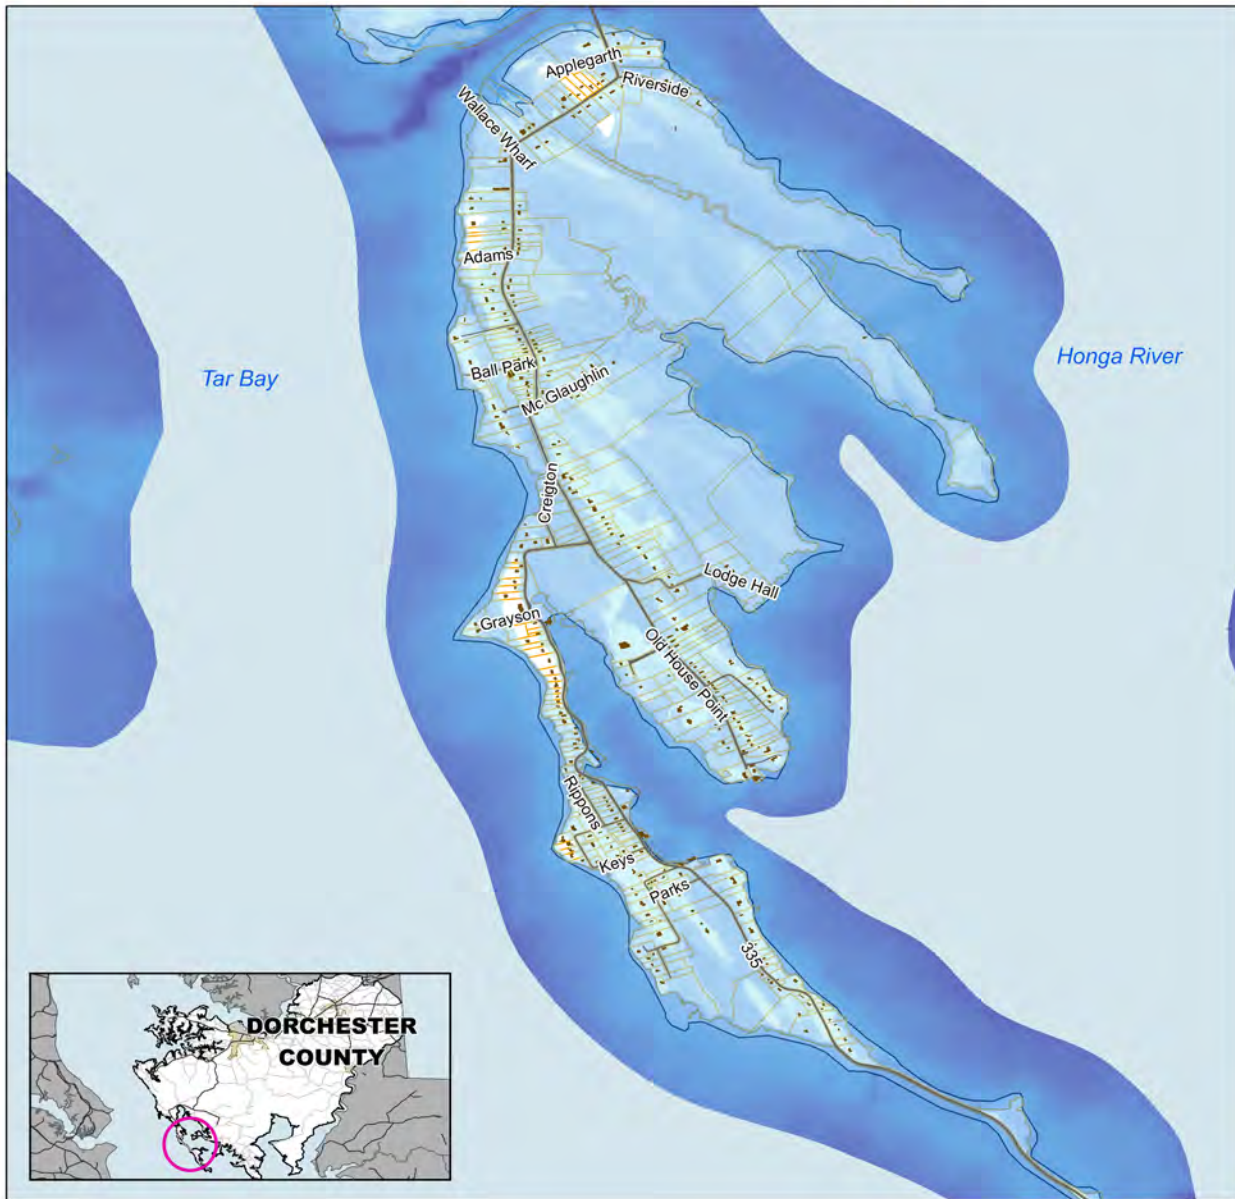 Applegarth
Riverside
Wallace Wharf
Adams
Honga River
Tar Bay
Ball Park
Mc Glaughlin
Creigton
Lodge Hall
Grayson
Old House Point
Rippons
Keys
Parks
335
DORCHESTER
COUNTY